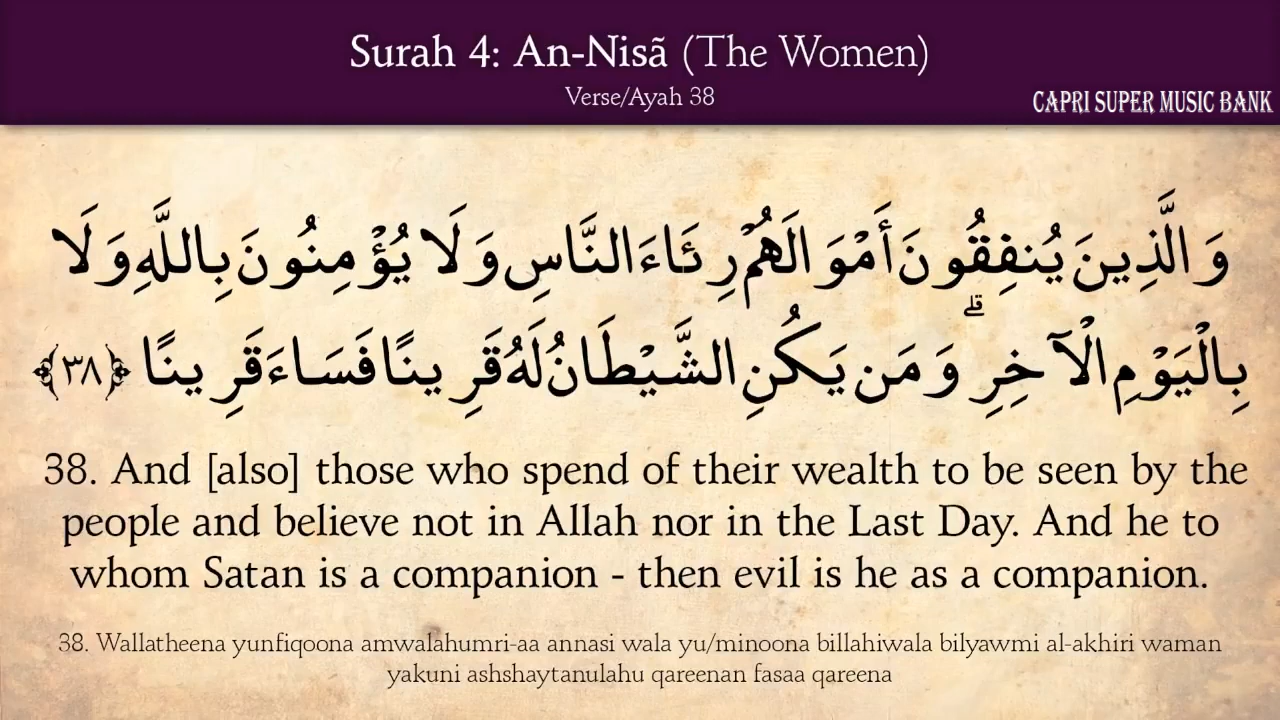 Surah 4: An-Nisã (The Women)
Verse/Ayah 38
CAPRI SUPER MUSIC BANK
وَالَّذِينَ يُنفِقُونَ أَمْوَالَهُمْ رِئَاءَ النَّاسِ وَلَا يُؤْمِنُونَ بِاللَّهِ وَلَا
بِالْيَوْمِ الْآخِرِ ۗ وَمَن يَكُنِ الشَّيْطَانُ لَهُ قَرِينًا فَسَاءَ قَرِينًا ﴿٣٨﴾
38. And [also] those who spend of their wealth to be seen by the
people and believe not in Allah nor in the Last Day. And he to
whom Satan is a companion - then evil is he as a companion.
38. Wallatheena yunfiqoona amwalahumri-aa annasi wala yu/minoona billahiwala bilyawmi al-akhiri waman
yakuni ashshaytanulahu qareenan fasaa qareena